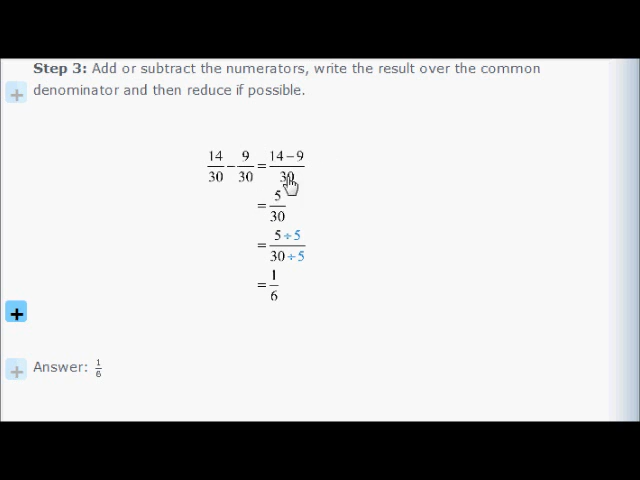 Step 3: Add or subtract the numerators, write the result over the common
denominator and then reduce if possible.
14/30 − 9/30 = 14 − 9/30
= 5/30
= 5 ÷ 5/30 ÷ 5
= 1/6
+
+
+
Answer: 1/6